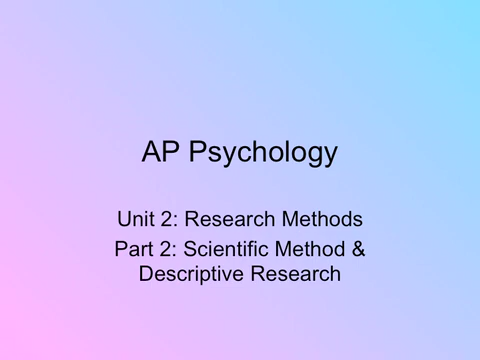 AP Psychology
Unit 2: Research Methods
Part 2: Scientific Method &
Descriptive Research